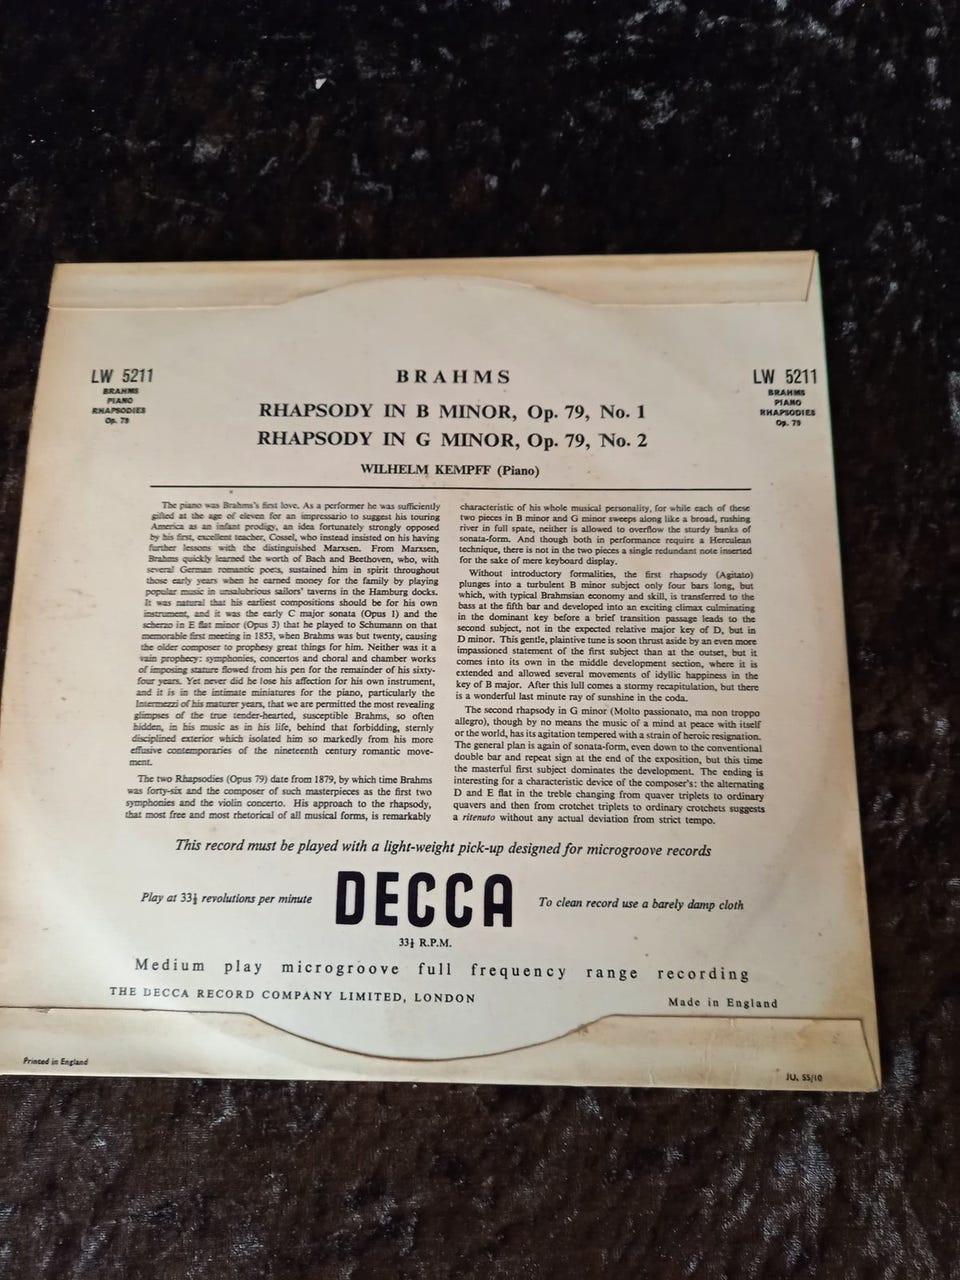 LW 5211
BRAHMS
PIANO
RHAPSODIES
Op. 79
BRAHMS
RHAPSODY IN B MINOR, Op. 79, No. 1
RHAPSODY IN G MINOR, Op. 79, No. 2
WILHELM KEMPFF (Piano)
LW 5211
BRAHMS
PIANO
RHAPSODIES
Op. 79
The piano was Brahms's first love. As a performer he was sufficiently
gifted at the age of eleven for an impressario to suggest his touring
America as an infant prodigy, an idea fortunately strongly opposed
by his first, excellent teacher, Cossel, who instead insisted on his having
further lessons with the distinguished Marxsen. From Marxsen,
Brahms quickly learned the worth of Bach and Beethoven, who, with
several German romantic poets, sustained him in spirit throughout
those early years when he earned money for the family by playing
popular music in unsalubrious sailors' taverns in the Hamburg docks.
It was natural that his earliest compositions should be for his own
instrument, and it was the early C major sonata (Opus 1) and the
scherzo in E flat minor (Opus 3) that he played to Schumann on that
memorable first meeting in 1853, when Brahms was but twenty, causing
the older composer to prophesy great things for him. Neither was it a
vain prophecy: symphonies, concertos and choral and chamber works
of imposing stature flowed from his pen for the remainder of his sixty-
four years. Yet never did he lose his affection for his own instrument,
and it is in the intimate miniatures for the piano, particularly the
Intermezzi of his maturer years, that we are permitted the most revealing
glimpses of the true tender-hearted, susceptible Brahms, so often
hidden, in his music as in his life, behind that forbidding, sternly
disciplined exterior which isolated him so markedly from his more
effusive contemporaries of the nineteenth century romantic move-
ment.
The two Rhapsodies (Opus 79) date from 1879, by which time Brahms
was forty-six and the composer of such masterpieces as the first two
symphonies and the violin concerto. His approach to the rhapsody,
that most free and most rhetorical of all musical forms, is remarkably
characteristic of his whole musical personality, for while each of these
two pieces in B minor and G minor sweeps along like a broad, rushing
river in full spate, neither is allowed to overflow the sturdy banks of
sonata-form. And though both in performance require a Herculean
technique, there is not in the two pieces a single redundant note inserted
for the sake of mere keyboard display.
Without introductory formalities, the first rhapsody (Agitato)
plunges into a turbulent B minor subject only four bars long, but
which, with typical Brahmsian economy and skill, is transferred to the
bass at the fifth bar and developed into an exciting climax culminating
in the dominant key before a brief transition passage leads to the
second subject, not in the expected relative major key of D, but in
D minor. This gentle, plaintive tune is soon thrust aside by an even more
impassioned statement of the first subject than at the outset, but it
comes into its own in the middle development section, where it is
extended and allowed several movements of idyllic happiness in the
key of B major. After this lull comes a stormy recapitulation, but there
is a wonderful last minute ray of sunshine in the coda.
The second rhapsody in G minor (Molto passionato, ma non troppo
allegro), though by no means the music of a mind at peace with itself
or the world, has its agitation tempered with a strain of heroic resignation.
The general plan is again of sonata-form, even down to the conventional
double bar and repeat sign at the end of the exposition, but this time
the masterful first subject dominates the development. The ending is
interesting for a characteristic device of the composer's: the alternating
D and E flat in the treble changing from quaver triplets to ordinary
quavers and then from crotchet triplets to ordinary crotchets suggests
a ritenuto without any actual deviation from strict tempo.
This record must be played with a light-weight pick-up designed for microgroove records
Play at 33⅓ revolutions per minute
DECCA
To clean record use a barely damp cloth
33⅓ R.P.M.
Medium play microgroove full frequency range recording
THE DECCA RECORD COMPANY LIMITED, LONDON
Made in England
Printed in England
JU. 55/10